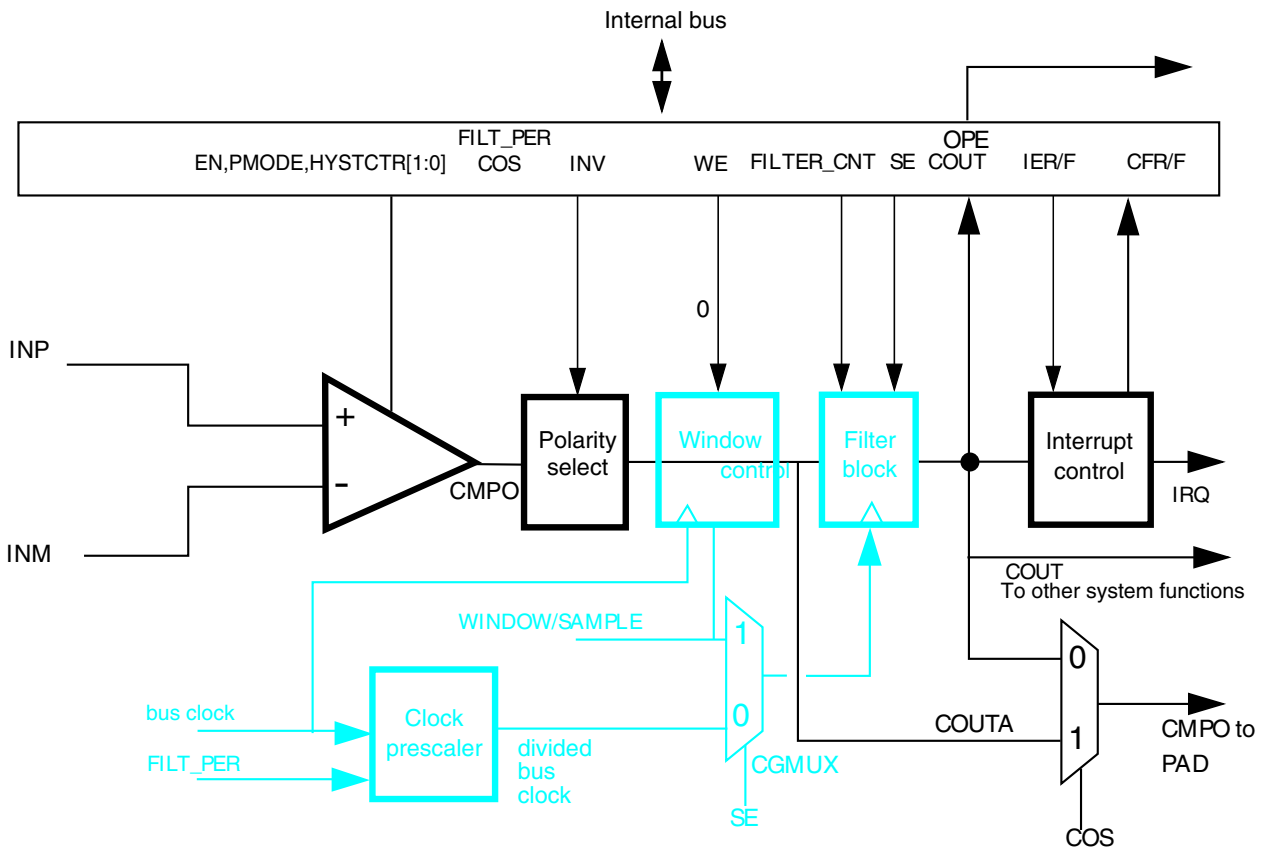 Internal bus
FILT_PER
OPE
EN,PMODE,HYSTCTR[1:0]
COS
INV
WE
FILTER_CNT
SE
COUT
IER/F
CFR/F
0
INP
+
-
INM
CMPO
Polarity
select
Window
control
Filter
block
Interrupt
control
IRQ
COUT
To other system functions
WINDOW/SAMPLE
1
0
CGMUX
SE
bus clock
FILT_PER
Clock
prescaler
divided
bus
clock
COUTA
0
1
CMPO to
PAD
COS